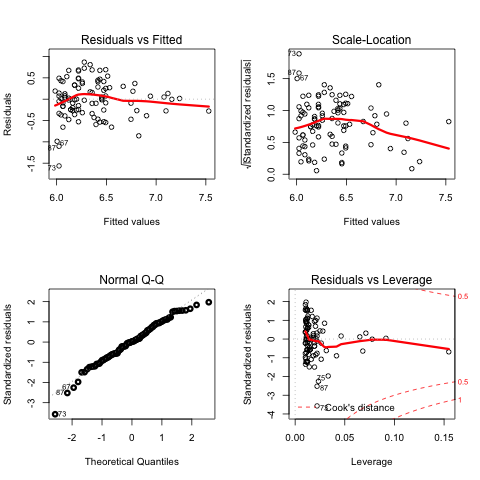 Residuals vs Fitted
Residuals
0.5
-0.5
-1.5
87
67
73
6.0 6.5 7.0 7.5
Fitted values
Scale-Location
√|Standardized residuals|
1.5
1.0
0.5
0.0
73
87
67
6.0 6.5 7.0 7.5
Fitted values
Normal Q-Q
Standardized residuals
2
1
0
-1
-2
-3
67
87
73
-2 -1 0 1 2
Theoretical Quantiles
Residuals vs Leverage
Standardized residuals
2
1
0
-1
-2
-3
-4
0.5
0.5
1
75
87
Cook's distance
0.00 0.05 0.10 0.15
Leverage